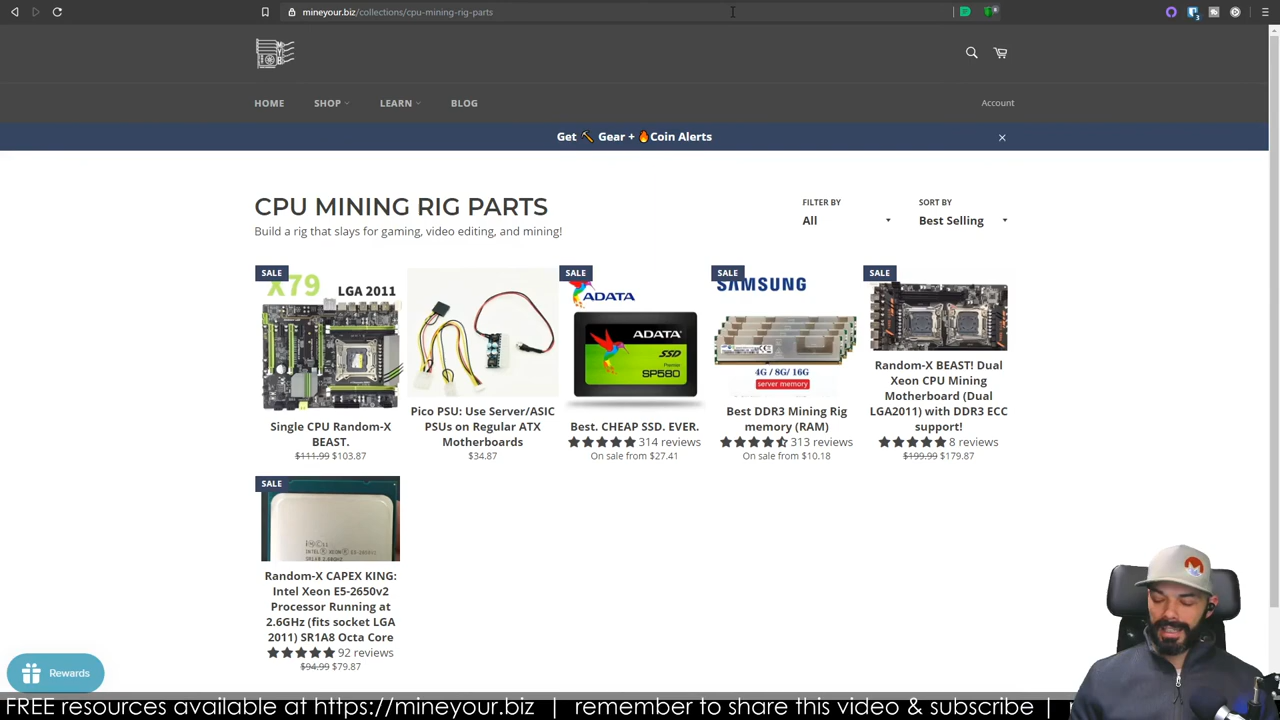 mineyour.biz/collections/cpu-mining-rig-parts
HOME
SHOP
LEARN
BLOG
Account
Get Gear + Coin Alerts
CPU MINING RIG PARTS
Build a rig that slays for gaming, video editing, and mining!
FILTER BY
All
SORT BY
Best Selling
SALE
X79
LGA 2011
Single CPU Random-X
BEAST.
$111.99 $103.87
Pico PSU: Use Server/ASIC
PSUs on Regular ATX
Motherboards
$34.87
SALE
ADATA
ADATA
SSD
SP580
Best. CHEAP SSD. EVER.
314 reviews
On sale from $27.41
SALE
SAMSUNG
4G / 8G/ 16G
server memory
Best DDR3 Mining Rig
memory (RAM)
313 reviews
On sale from $10.18
SALE
Random-X BEAST! Dual
Xeon CPU Mining
Motherboard (Dual
LGA2011) with DDR3 ECC
support!
8 reviews
$199.99 $179.87
SALE
Random-X CAPEX KING:
Intel Xeon E5-2650v2
Processor Running at
2.6GHz (fits socket LGA
2011) SR1A8 Octa Core
92 reviews
$94.99 $79.87
Rewards
FREE resources available at https://mineyour.biz | remember to share this video & subscribe |